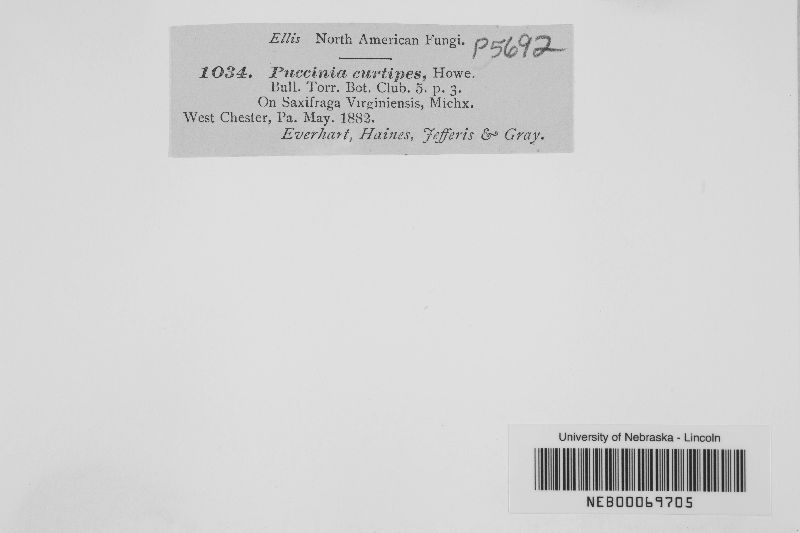 Ellis North American Fungi.
P5692
1034. Puccinia curtipes, Howe.
Bull. Torr. Bot. Club. 5. p. 3.
On Saxifraga Virginiensis, Michx.
West Chester, Pa. May. 1882.
Everhart, Haines, Jefferis & Gray.
University of Nebraska - Lincoln
NEB00069705